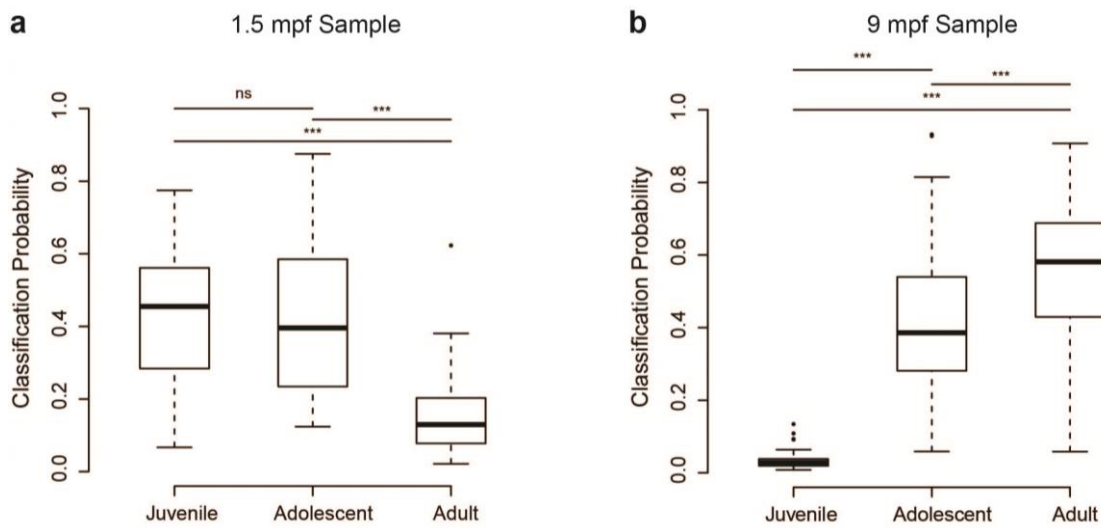 a
1.5 mpf Sample
ns
***
***
Classification Probability
1.0
0.8
0.6
0.4
0.2
0.0
Juvenile
Adolescent
Adult
b
9 mpf Sample
***
***
***
Classification Probability
1.0
0.8
0.6
0.4
0.2
0.0
Juvenile
Adolescent
Adult